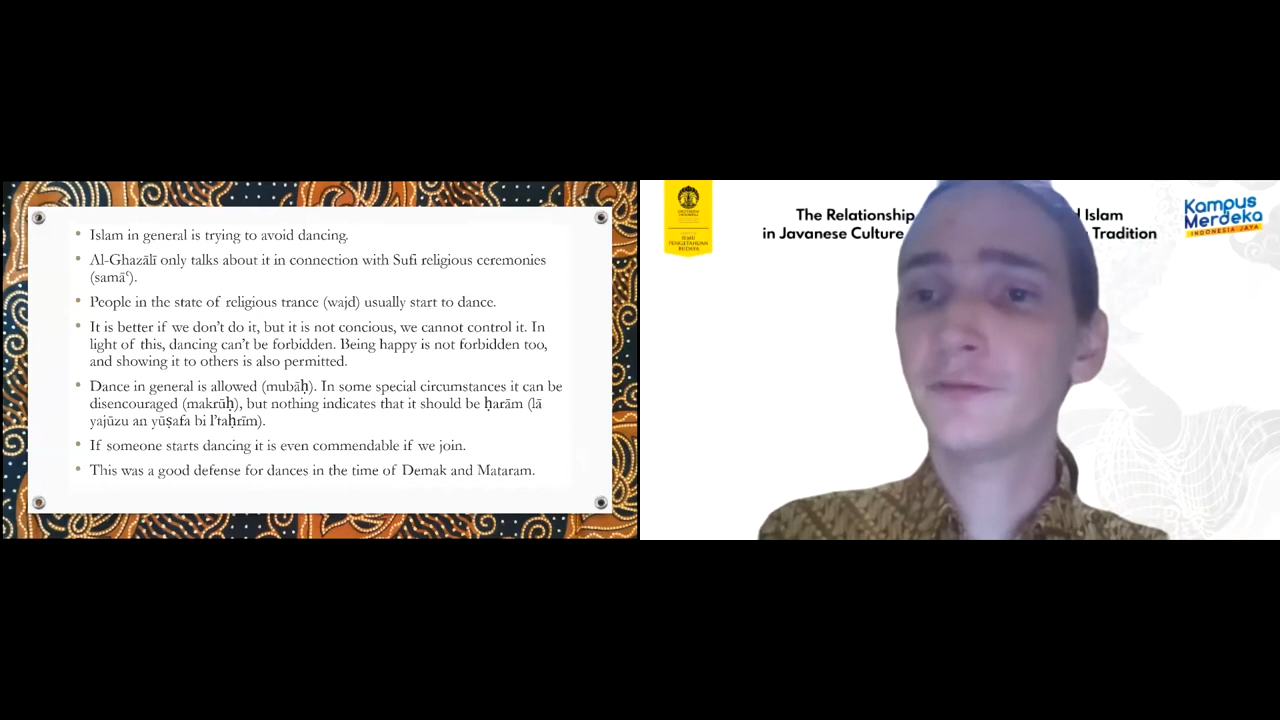 Islam in general is trying to avoid dancing.
Al-Ghazālī only talks about it in connection with Sufi religious ceremonies
(samāʿ).
People in the state of religious trance (wajd) usually start to dance.
It is better if we don't do it, but it is not concious, we cannot control it. In
light of this, dancing can't be forbidden. Being happy is not forbidden too,
and showing it to others is also permitted.
Dance in general is allowed (mubāḥ). In some special circumstances it can be
disencouraged (makrūḥ), but nothing indicates that it should be ḥarām (lā
yajūzu an yūṣafa bi l'taḥrīm).
If someone starts dancing it is even commendable if we join.
This was a good defense for dances in the time of Demak and Mataram.
The Relationship Islam
in Javanese Culture Tradition
UNIVERSITAS
INDONESIA
ILMU
PENGETAHUAN
BUDAYA
Kampus
Merdeka
INDONESIA JAYA